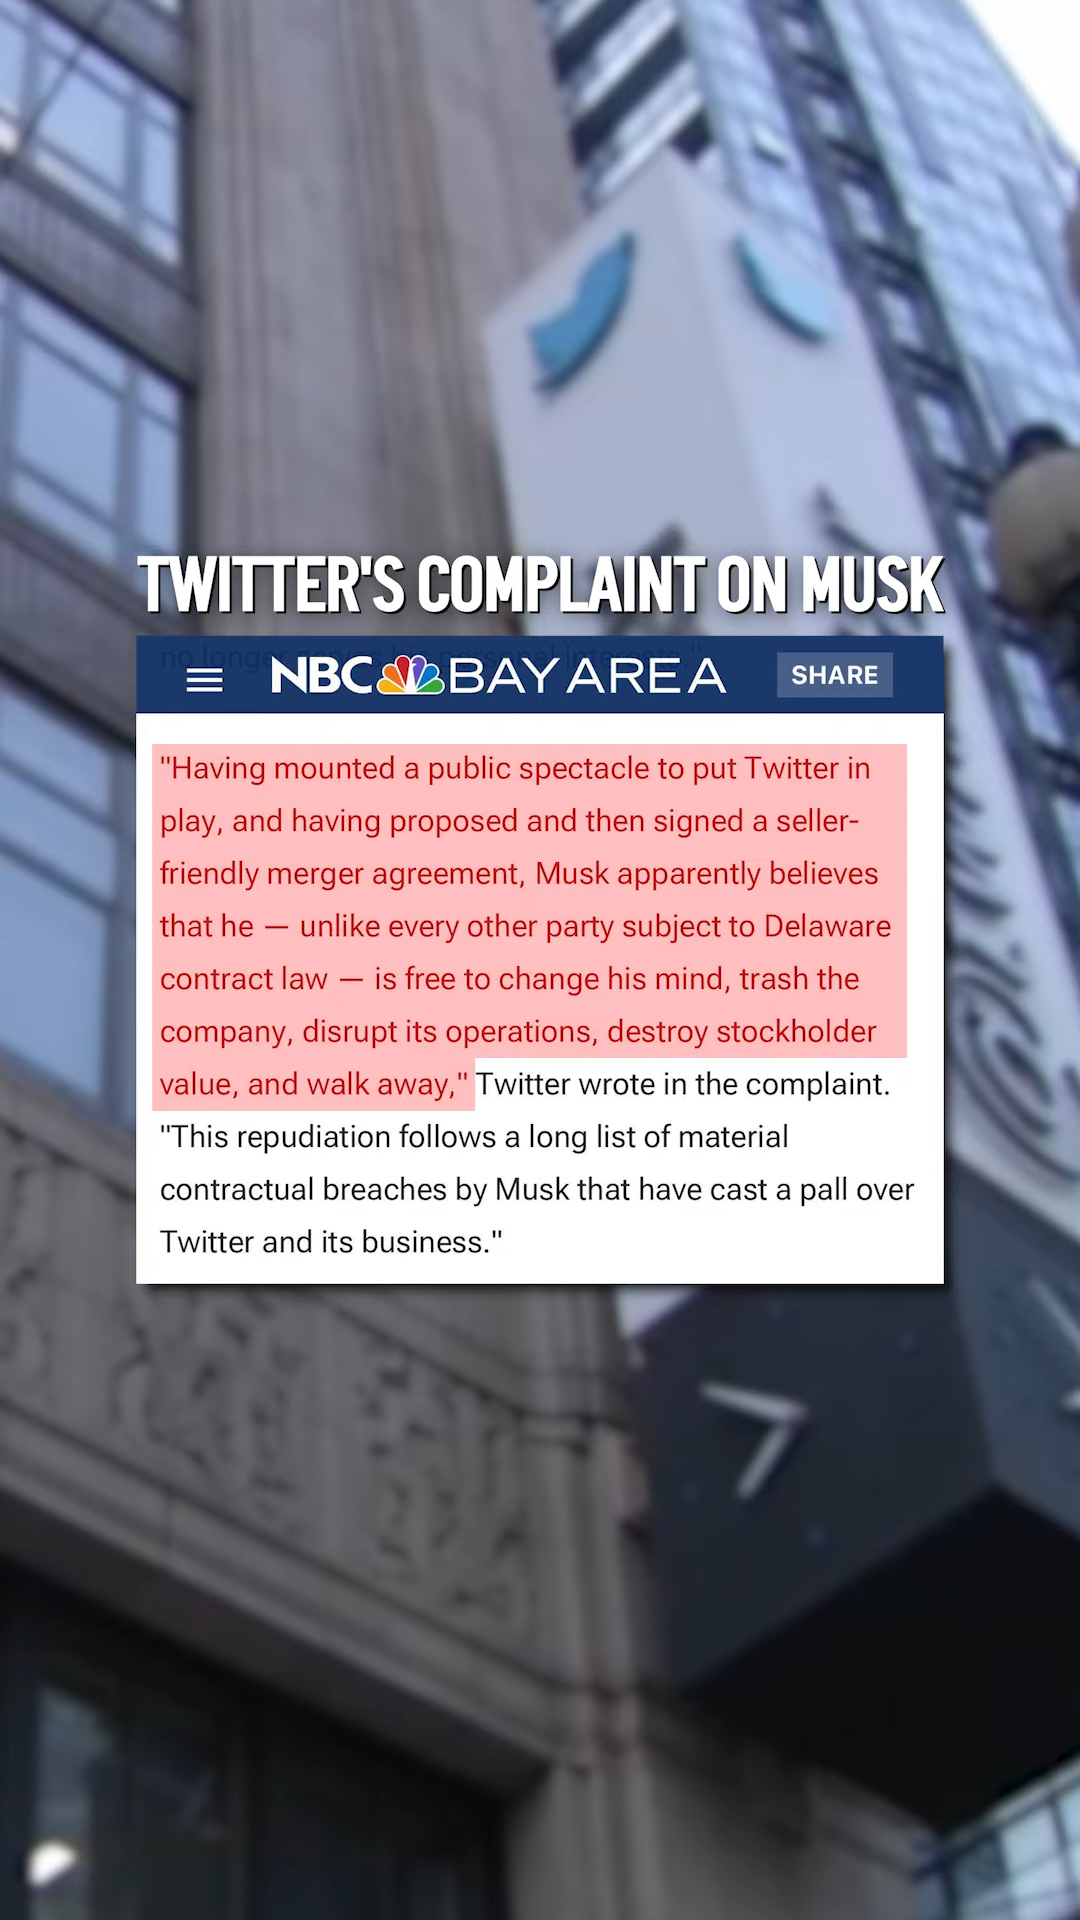 TWITTER'S COMPLAINT ON MUSK
no longer
NBC BAY AREA
SHARE
"Having mounted a public spectacle to put Twitter in
play, and having proposed and then signed a seller-
friendly merger agreement, Musk apparently believes
that he — unlike every other party subject to Delaware
contract law — is free to change his mind, trash the
company, disrupt its operations, destroy stockholder
value, and walk away," Twitter wrote in the complaint.
"This repudiation follows a long list of material
contractual breaches by Musk that have cast a pall over
Twitter and its business."